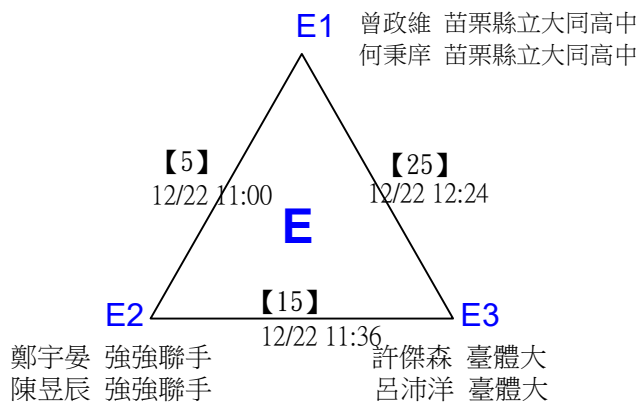 E1
曾政維 苗栗縣立大同高中
何秉庠 苗栗縣立大同高中
【5】
12/22 11:00
【25】
12/22 12:24
E
E2
【15】
12/22 11:36
E3
鄭宇晏 強強聯手
陳昱辰 強強聯手
許傑森 臺體大
呂沛洋 臺體大